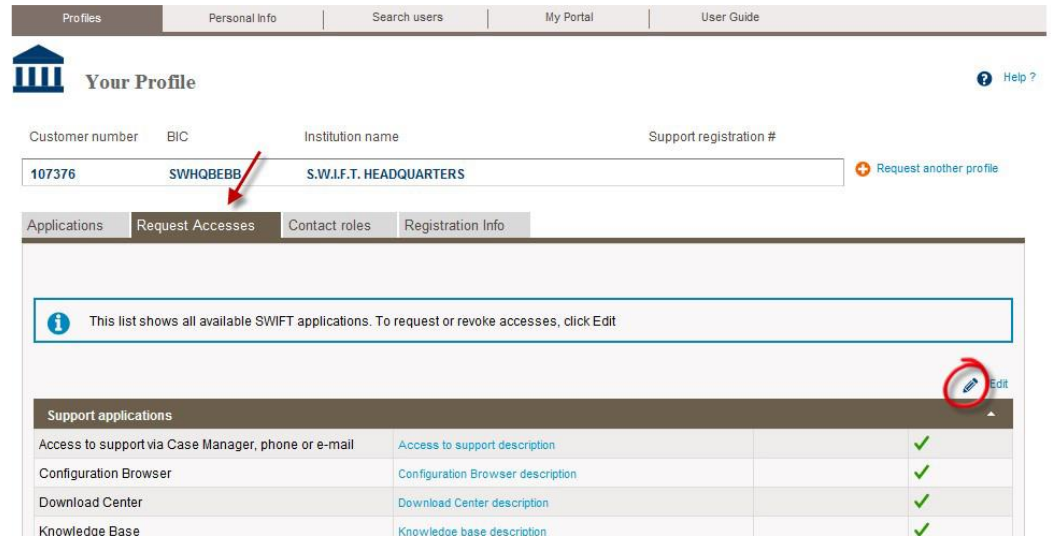 Profiles Personal Info Search users My Portal User Guide
Your Profile
Help ?
Customer number BIC Institution name Support registration #
107376 SWHQBEBB S.W.I.F.T. HEADQUARTERS
Request another profile
Applications Request Accesses Contact roles Registration Info
This list shows all available SWIFT applications. To request or revoke accesses, click Edit
Edit
Support applications
Access to support via Case Manager, phone or e-mail Access to support description
Configuration Browser Configuration Browser description
Download Center Download Center description
Knowledge Base Knowledge base description